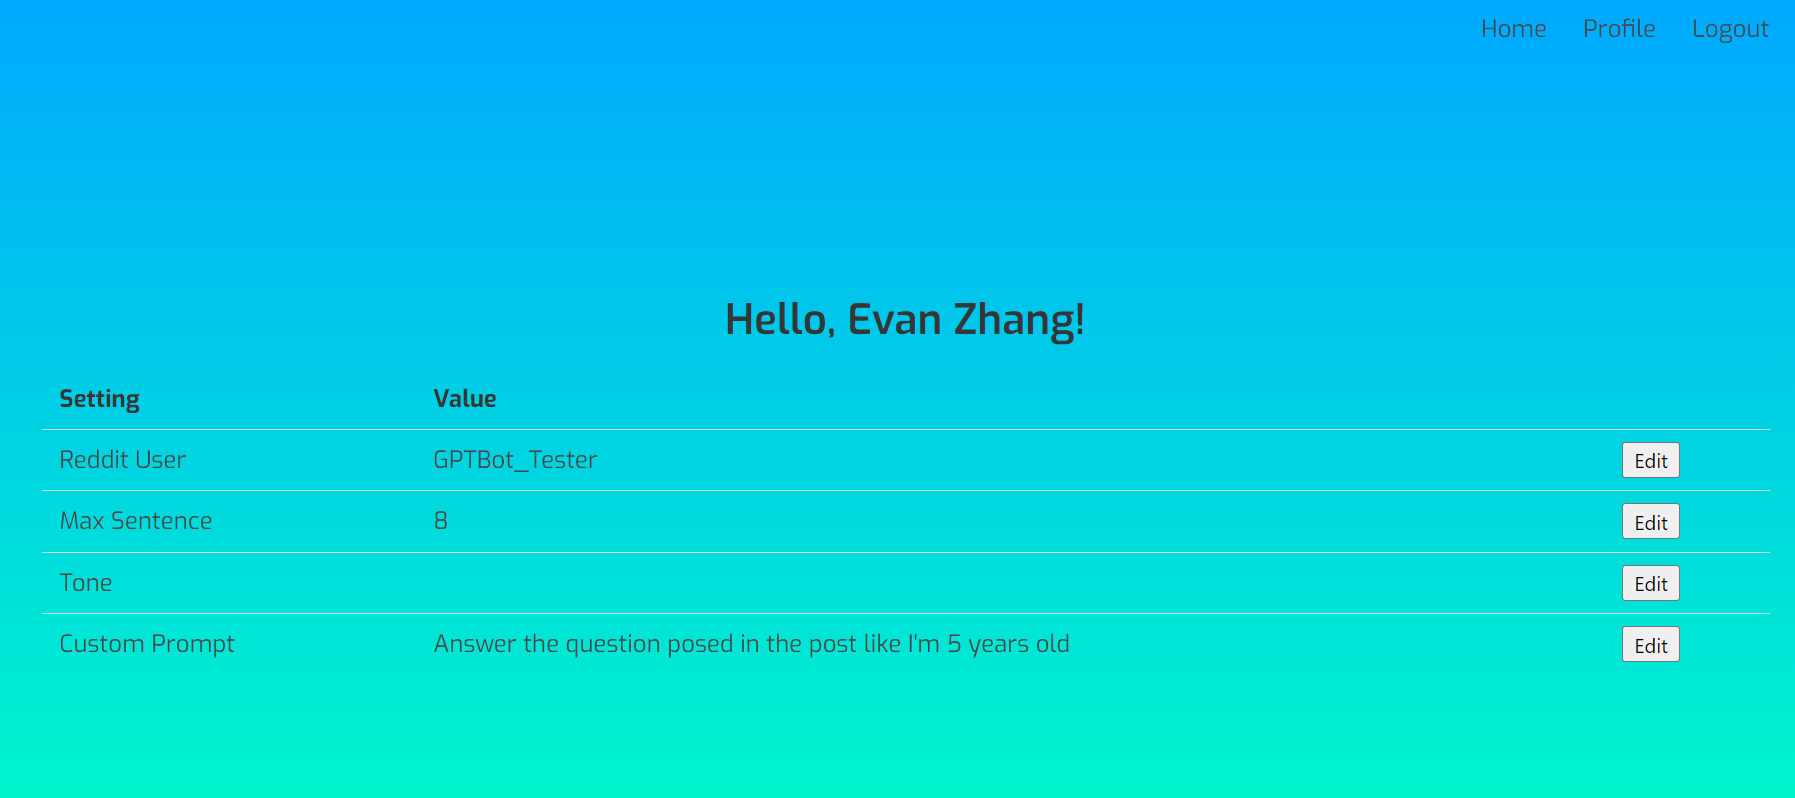 Home Profile Logout
Hello, Evan Zhang!
Setting Value
Reddit User GPTBot_Tester Edit
Max Sentence 8 Edit
Tone Edit
Custom Prompt Answer the question posed in the post like I'm 5 years old Edit